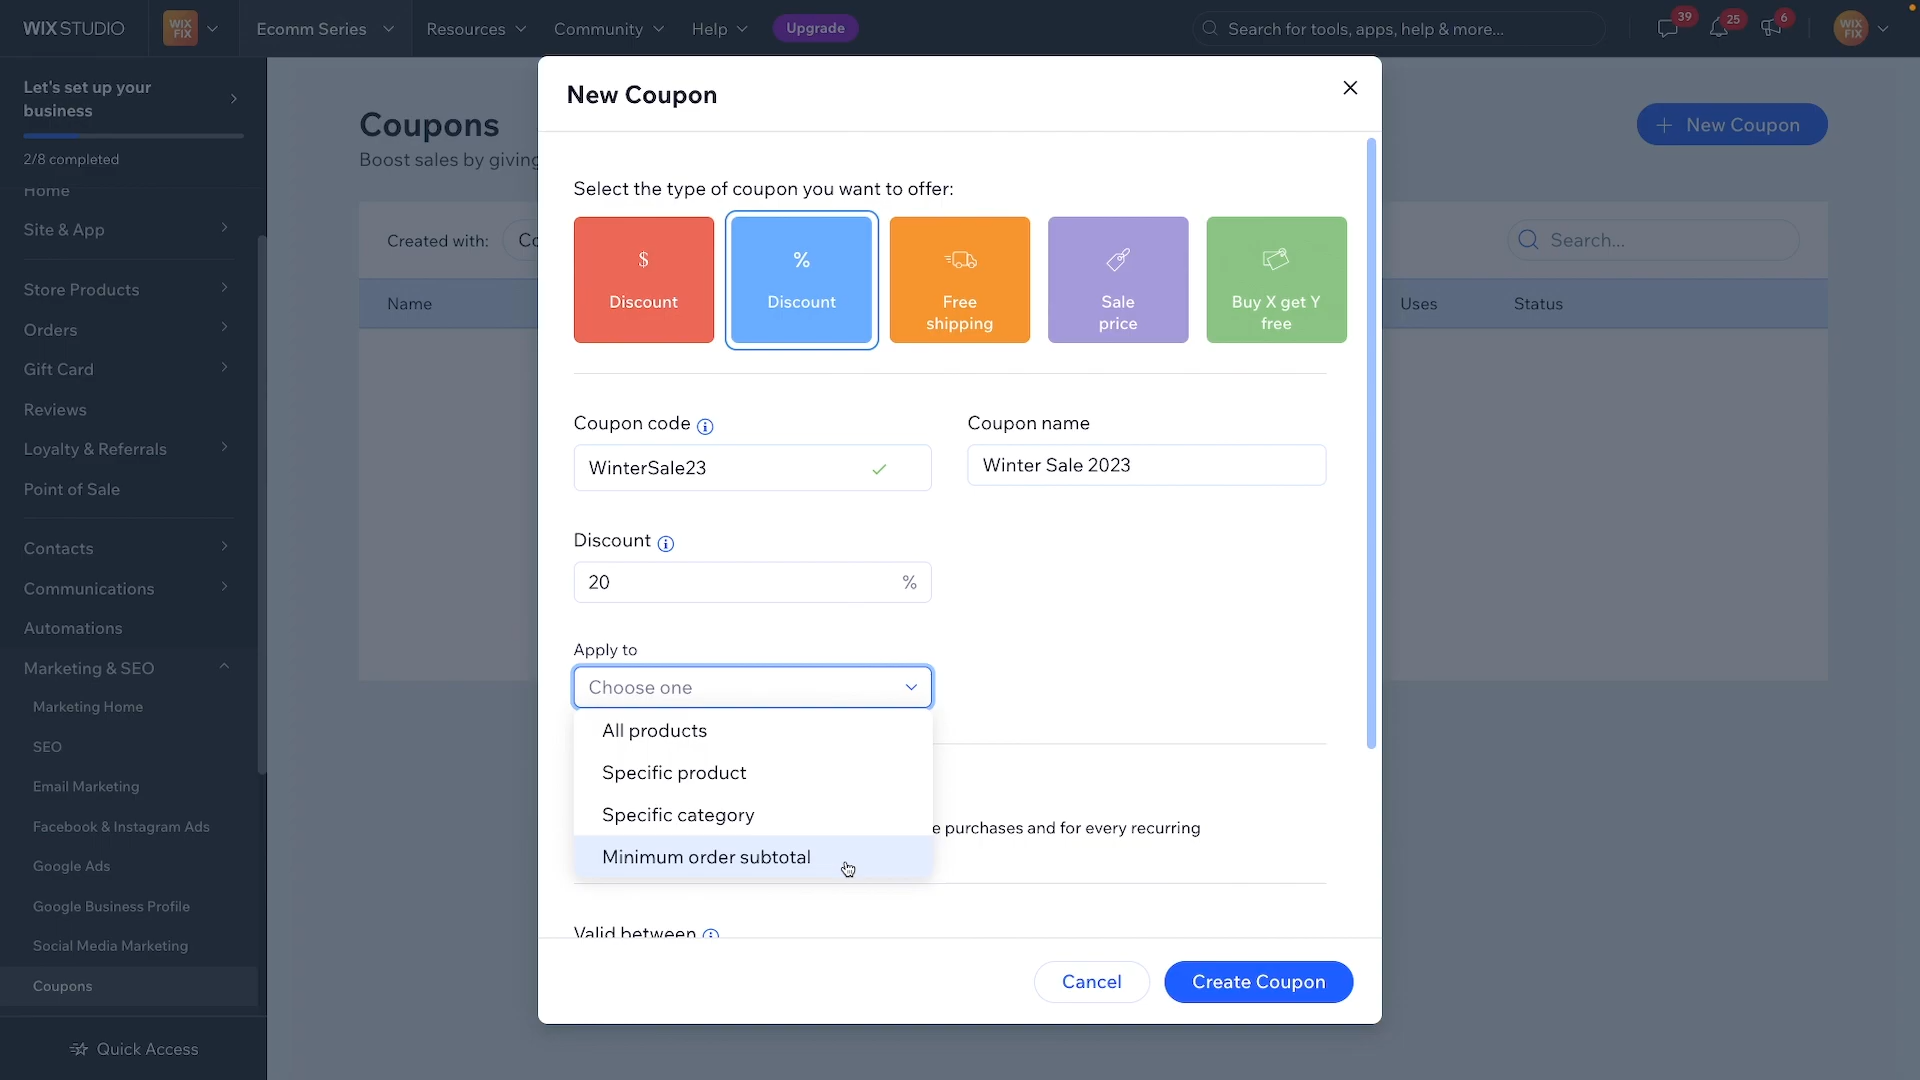 WIX STUDIO
WIX FIX
Ecomm Series
Resources
Community
Help
Upgrade
Search for tools, apps, help & more...
39
25
6
WIX FIX
Let's set up your
business
2/8 completed
Home
Site & App
Store Products
Orders
Gift Card
Reviews
Loyalty & Referrals
Point of Sale
Contacts
Communications
Automations
Marketing & SEO
Marketing Home
SEO
Email Marketing
Facebook & Instagram Ads
Google Ads
Google Business Profile
Social Media Marketing
Coupons
Quick Access
Coupons
Boost sales by giving
+ New Coupon
Created with:
Co
Search...
Name
Uses
Status
New Coupon
Select the type of coupon you want to offer:
$
Discount
%
Discount
Free
shipping
Sale
price
Buy X get Y
free
Coupon code
Coupon name
WinterSale23
Winter Sale 2023
Discount
20
%
Apply to
Choose one
All products
Specific product
Specific category
e purchases and for every recurring
Minimum order subtotal
Valid between
Cancel
Create Coupon